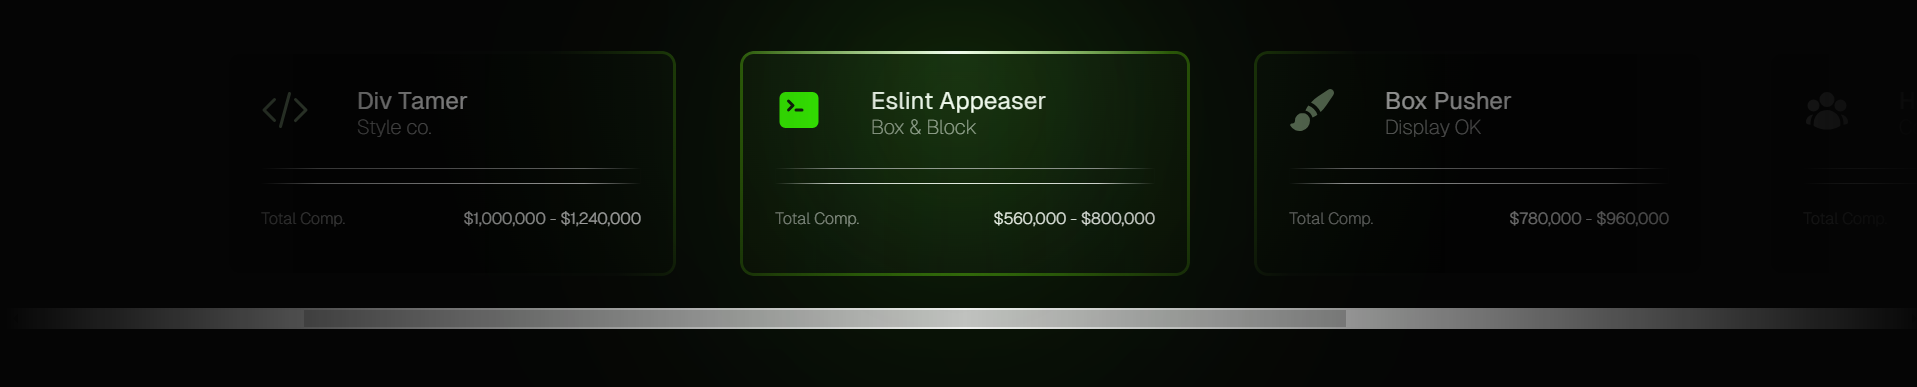 Div Tamer
Style co.
Total Comp. $1,000,000 - $1,240,000
Eslint Appeaser
Box & Block
Total Comp. $560,000 - $800,000
Box Pusher
Display OK
Total Comp. $780,000 - $960,000
Total Comp.